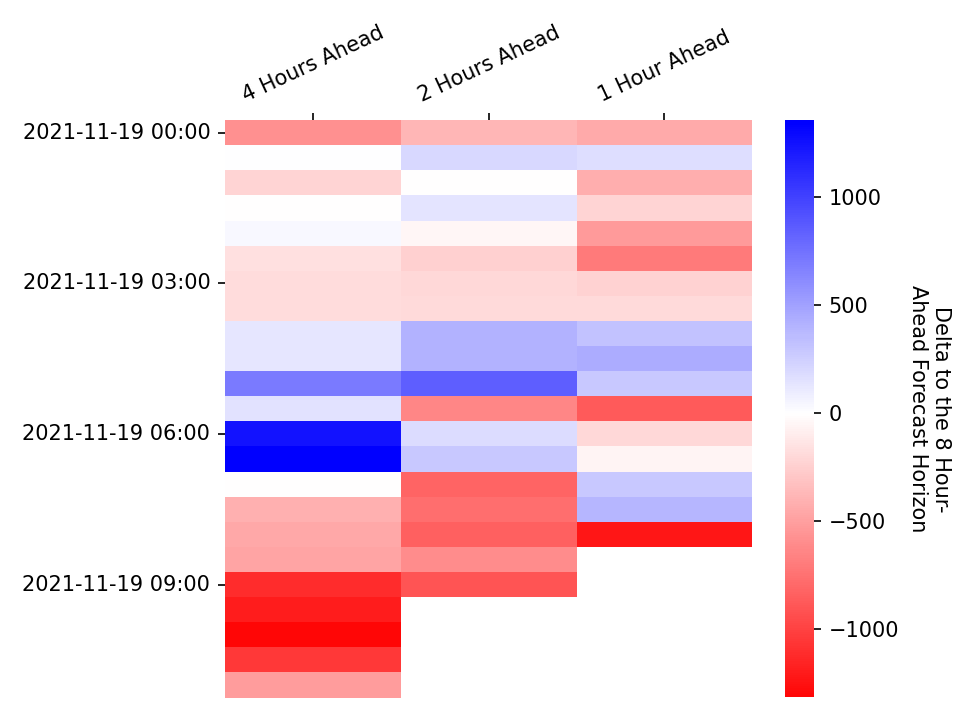 4 Hours Ahead
2 Hours Ahead
1 Hour Ahead
2021-11-19 00:00
2021-11-19 03:00
2021-11-19 06:00
2021-11-19 09:00
1000
500
0
−500
−1000
Delta to the 8 Hour-
Ahead Forecast Horizon